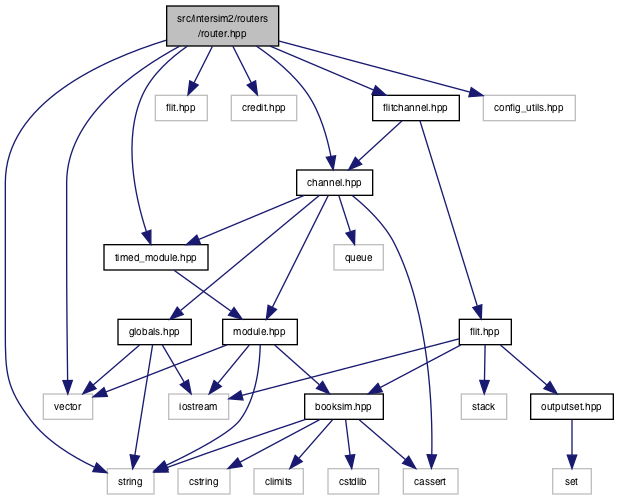 src/intersim2/routers
/router.hpp
flit.hpp
credit.hpp
flitchannel.hpp
config_utils.hpp
channel.hpp
timed_module.hpp
queue
globals.hpp
module.hpp
flit.hpp
vector
iostream
booksim.hpp
stack
outputset.hpp
string
cstring
climits
cstdlib
cassert
set